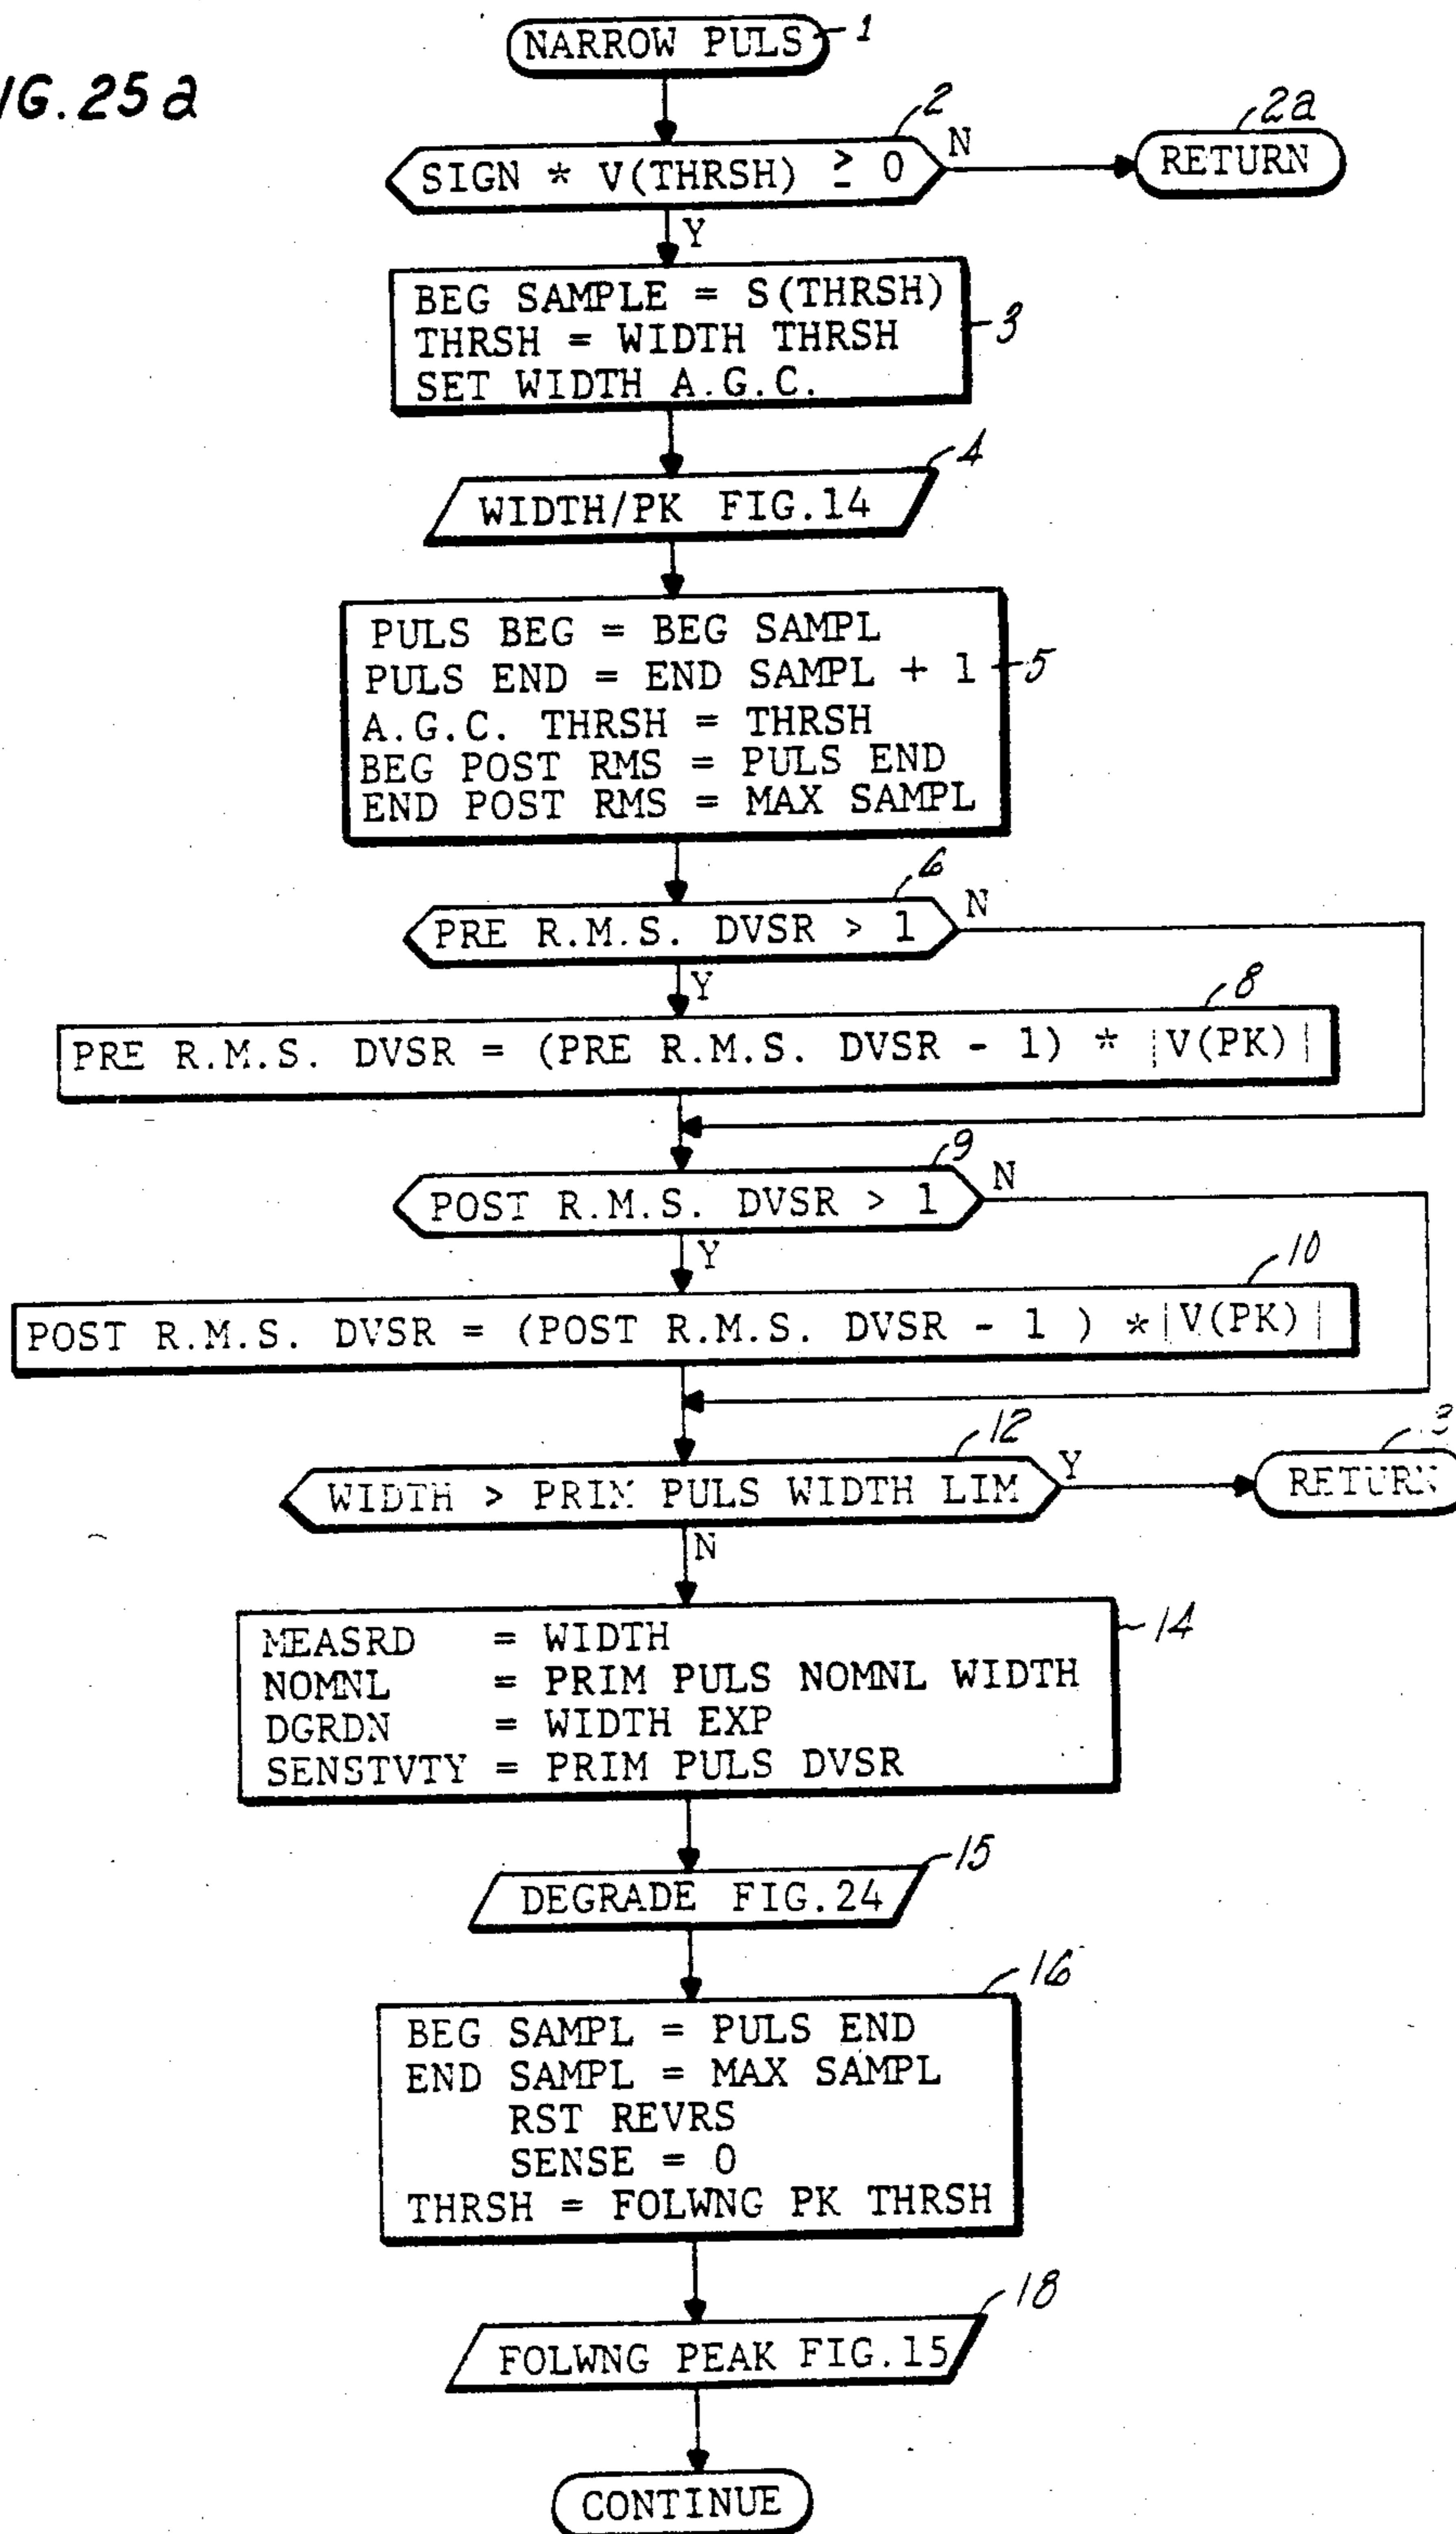 NARROW PULS 1
IG. 25a
SIGN * V(THRSH) ≥ 0 2
N
RETURN 2a
Y
BEG SAMPLE = S(THRSH)
THRSH = WIDTH THRSH 3
SET WIDTH A.G.C.
WIDTH/PK FIG.14 4
PULS BEG = BEG SAMPL
PULS END = END SAMPL + 1 5
A.G.C. THRSH = THRSH
BEG POST RMS = PULS END
END POST RMS = MAX SAMPL
PRE R.M.S. DVSR > 1 6
N
Y
PRE R.M.S. DVSR = (PRE R.M.S. DVSR - 1) * |V(PK)| 8
POST R.M.S. DVSR > 1 9
N
Y
POST R.M.S. DVSR = (POST R.M.S. DVSR - 1 ) *|V(PK)| 10
WIDTH > PRIM PULS WIDTH LIM 12
Y
RETURN 3
N
MEASRD = WIDTH 14
NOMNL = PRIM PULS NOMNL WIDTH
DGRDN = WIDTH EXP
SENSTVTY = PRIM PULS DVSR
DEGRADE FIG.24 15
BEG SAMPL = PULS END 16
END SAMPL = MAX SAMPL
RST REVRS
SENSE = 0
THRSH = FOLWNG PK THRSH
FOLWNG PEAK FIG.15 18
CONTINUE